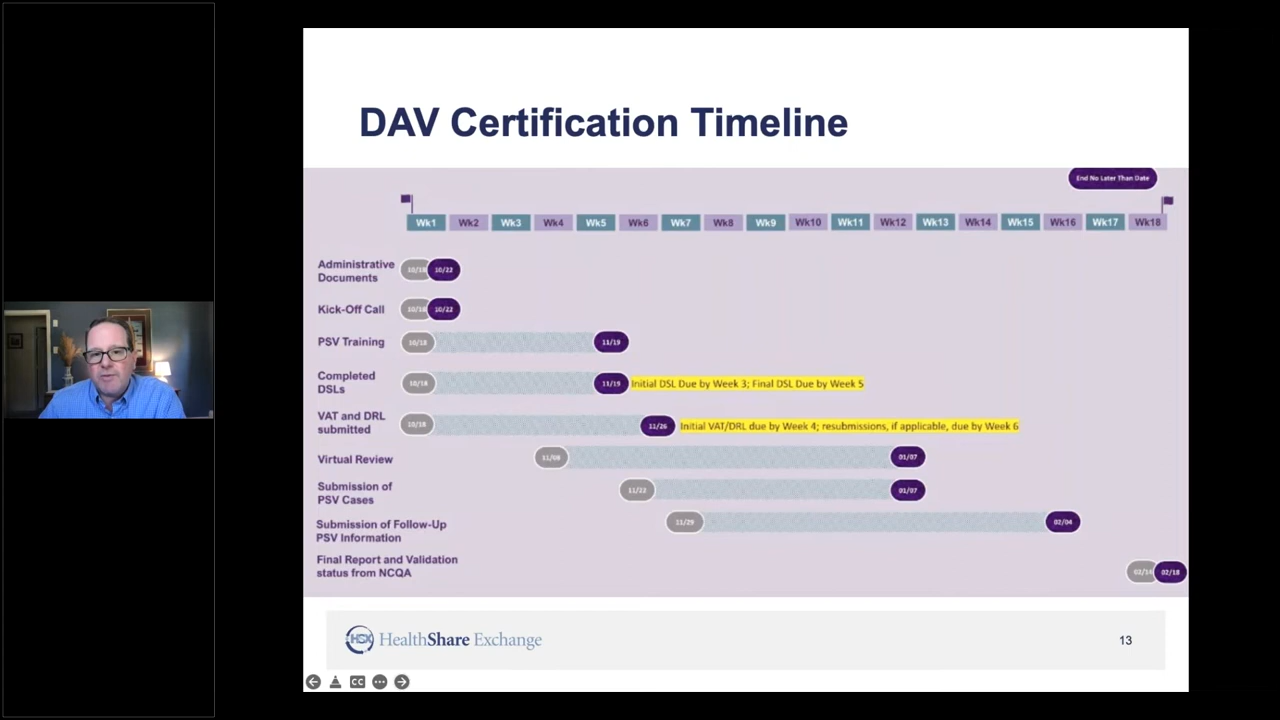 DAV Certification Timeline
End No Later Than Date
Wk1 Wk2 Wk3 Wk4 Wk5 Wk6 Wk7 Wk8 Wk9 Wk10 Wk11 Wk12 Wk13 Wk14 Wk15 Wk16 Wk17 Wk18
Administrative
Documents
10/18 10/22
Kick-Off Call
10/18 10/22
PSV Training
10/18 11/19
Completed
DSLs
10/18 11/19 Initial DSL Due by Week 3; Final DSL Due by Week 5
VAT and DRL
submitted
10/18 11/26 Initial VAT/DRL due by Week 4; resubmissions, if applicable, due by Week 6
Virtual Review
01/07
Submission of
PSV Cases
11/22 01/07
Submission of Follow-Up
PSV Information
11/29 02/04
Final Report and Validation
status from NCQA
02/18
HSX HealthShare Exchange
13
CC